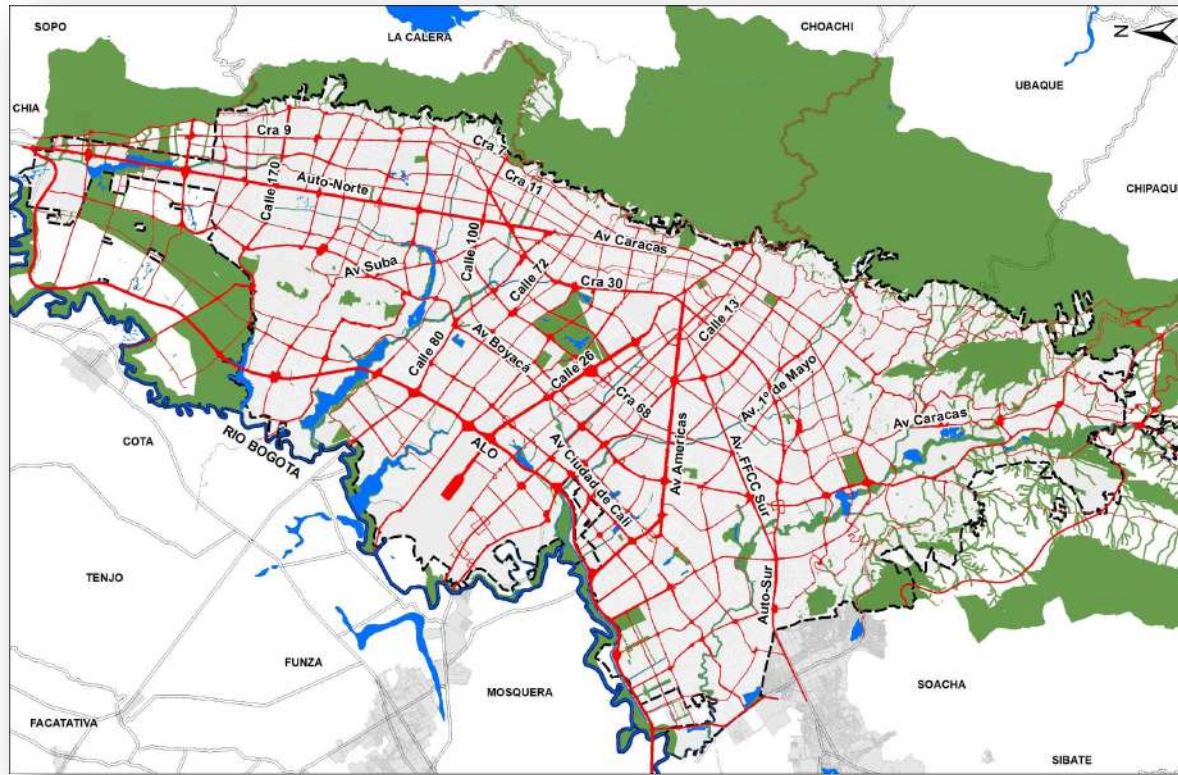 SOPO
LA CALERA
CHOACHI
N
UBAQUE
CHIA
CHIPAQUE
Cra 9
Cra 7
Cra 11
Calle 170
Auto-Norte
Calle 100
Av Caracas
Av Suba
Calle 72
Cra 30
Calle 13
Calle 80
Av Boyacá
Calle 26
Cra 68
Av. 1º de Mayo
Av Caracas
COTA
RIO BOGOTA
ALO
Av Ciudad de Cali
Av Americas
Av. FFCC Sur
TENJO
Auto-Sur
FUNZA
MOSQUERA
SOACHA
FACATATIVA
SIBATE